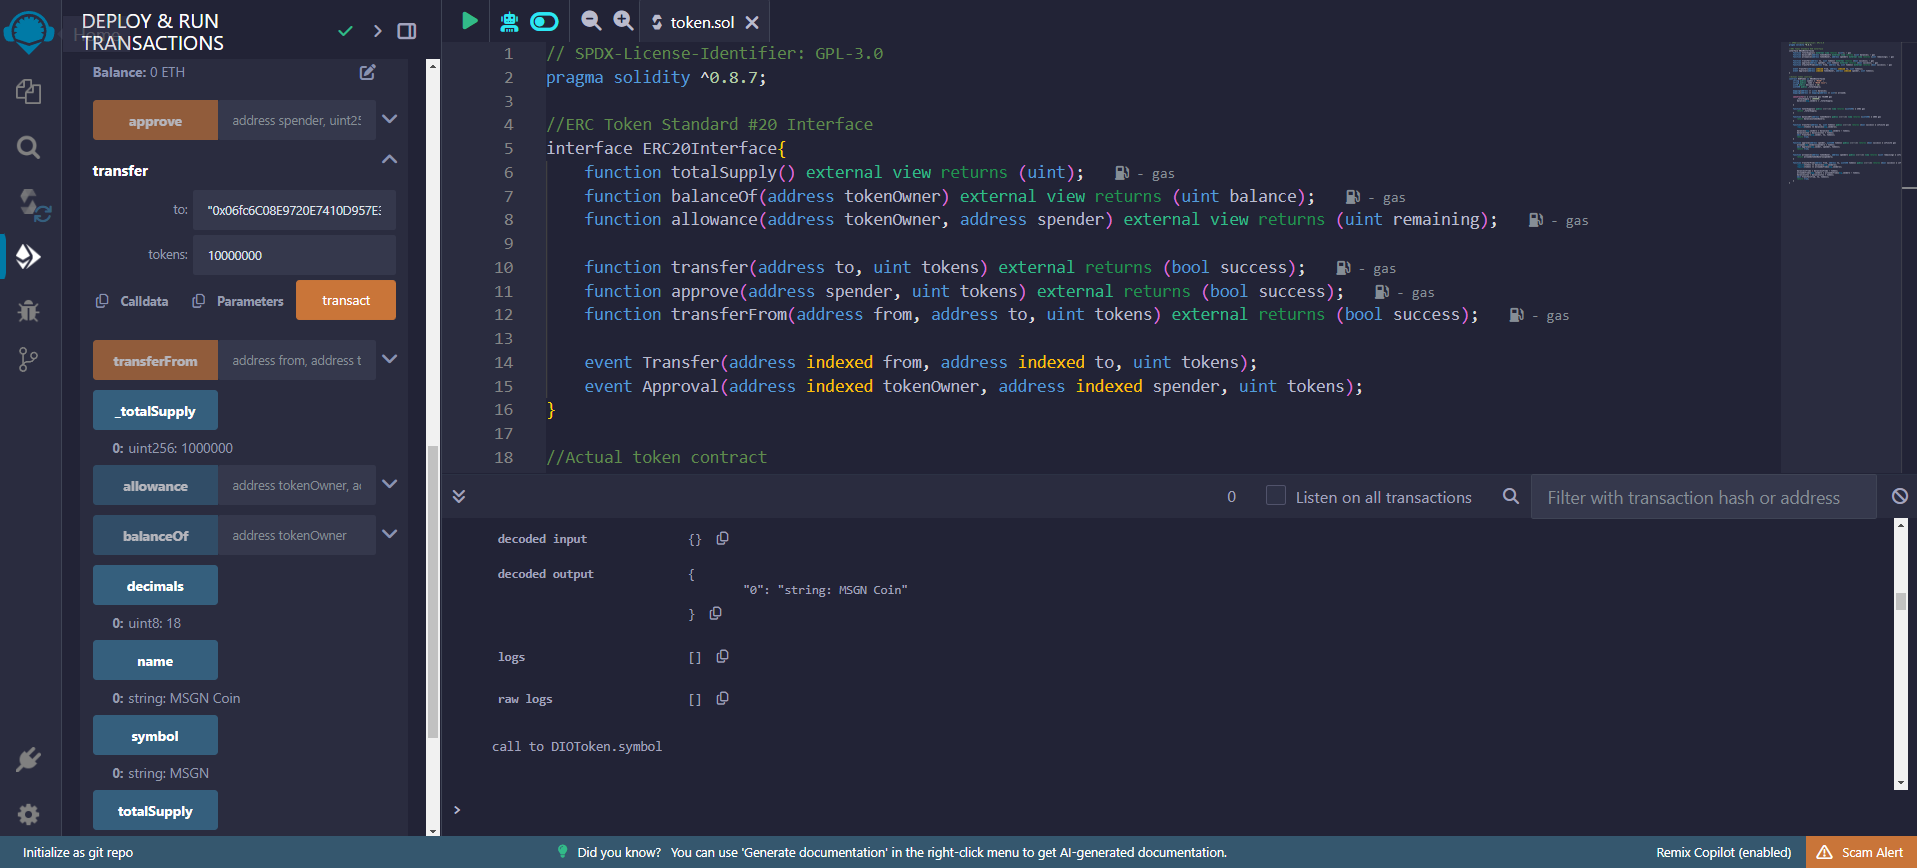 DEPLOY & RUN
TRANSACTIONS
Balance: 0 ETH
approve
address spender, uint25
transfer
to:
"0x06fc6C08E9720E7410D957E3
tokens:
10000000
Calldata
Parameters
transact
transferFrom
address from, address t
_totalSupply
0: uint256: 1000000
allowance
address tokenOwner, ad
balanceOf
address tokenOwner
decimals
0: uint8: 18
name
0: string: MSGN Coin
symbol
0: string: MSGN
totalSupply
token.sol
1 // SPDX-License-Identifier: GPL-3.0
2 pragma solidity ^0.8.7;
3
4 //ERC Token Standard #20 Interface
5 interface ERC20Interface{
6 function totalSupply() external view returns (uint); - gas
7 function balanceOf(address tokenOwner) external view returns (uint balance); - gas
8 function allowance(address tokenOwner, address spender) external view returns (uint remaining); - gas
9
10 function transfer(address to, uint tokens) external returns (bool success); - gas
11 function approve(address spender, uint tokens) external returns (bool success); - gas
12 function transferFrom(address from, address to, uint tokens) external returns (bool success); - gas
13
14 event Transfer(address indexed from, address indexed to, uint tokens);
15 event Approval(address indexed tokenOwner, address indexed spender, uint tokens);
16 }
17
18 //Actual token contract
0
Listen on all transactions
Filter with transaction hash or address
decoded input {}
decoded output {
"0": "string: MSGN Coin"
}
logs []
raw logs []
call to DIOToken.symbol
>
Initialize as git repo
Did you know? You can use 'Generate documentation' in the right-click menu to get AI-generated documentation.
Remix Copilot (enabled)
Scam Alert